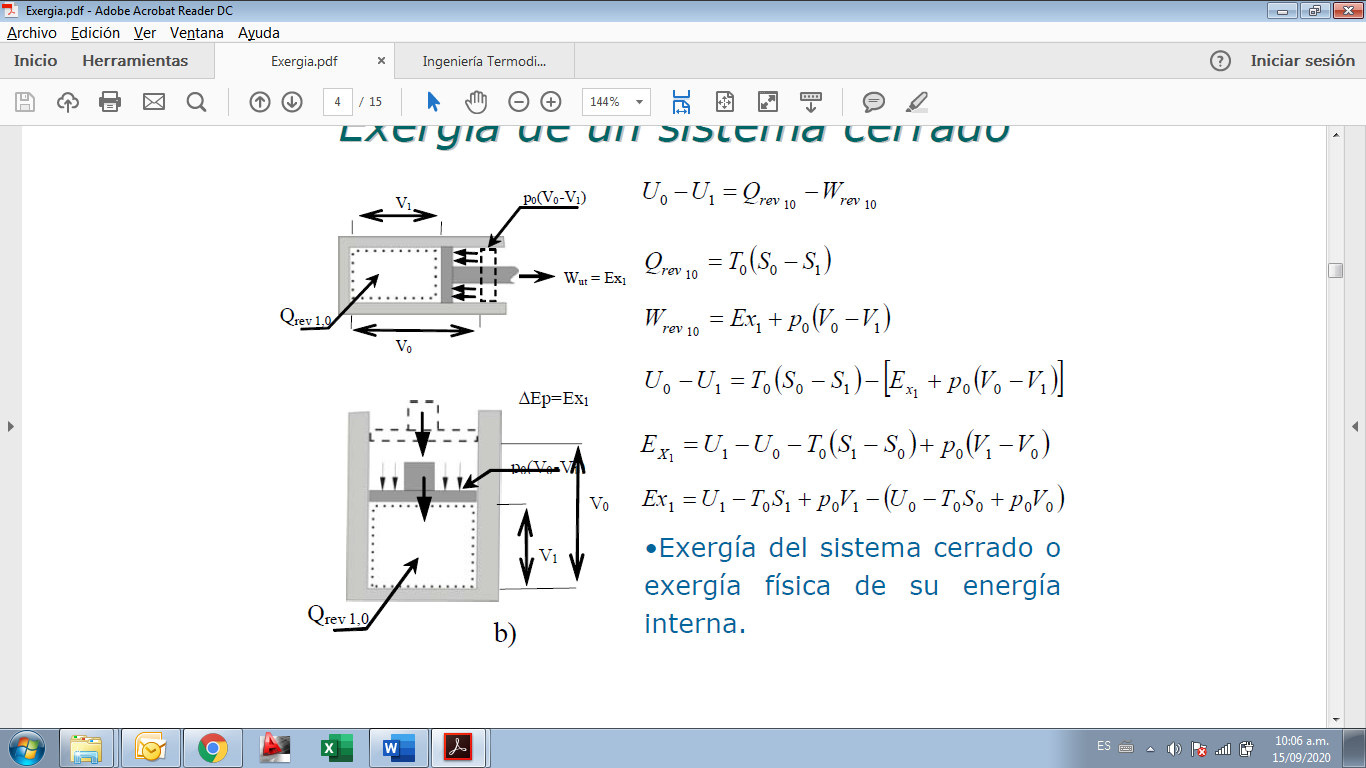 Exergia.pdf - Adobe Acrobat Reader DC
Archivo Edición Ver Ventana Ayuda
Inicio Herramientas Exergia.pdf × Ingeniería Termodi... ? Iniciar sesión
4 / 15 144%
Exergía de un sistema cerrado
V₁
p₀(V₀-V₁)
Wᵤₜ = Ex₁
Qrev 1,0
V₀
U₀ − U₁ = Qrev 10 − Wrev 10
Qrev 10 = T₀(S₀ − S₁)
Wrev 10 = Ex₁ + p₀(V₀ − V₁)
U₀ − U₁ = T₀(S₀ − S₁) − [Ex₁ + p₀(V₀ − V₁)]
EX₁ = U₁ − U₀ − T₀(S₁ − S₀) + p₀(V₁ − V₀)
Ex₁ = U₁ − T₀S₁ + p₀V₁ − (U₀ − T₀S₀ + p₀V₀)
ΔEp=Ex₁
p₀(V₀-V₁)
V₀
V₁
Qrev 1,0
b)
•Exergía del sistema cerrado o
exergía física de su energía
interna.
ES
10:06 a.m.
15/09/2020